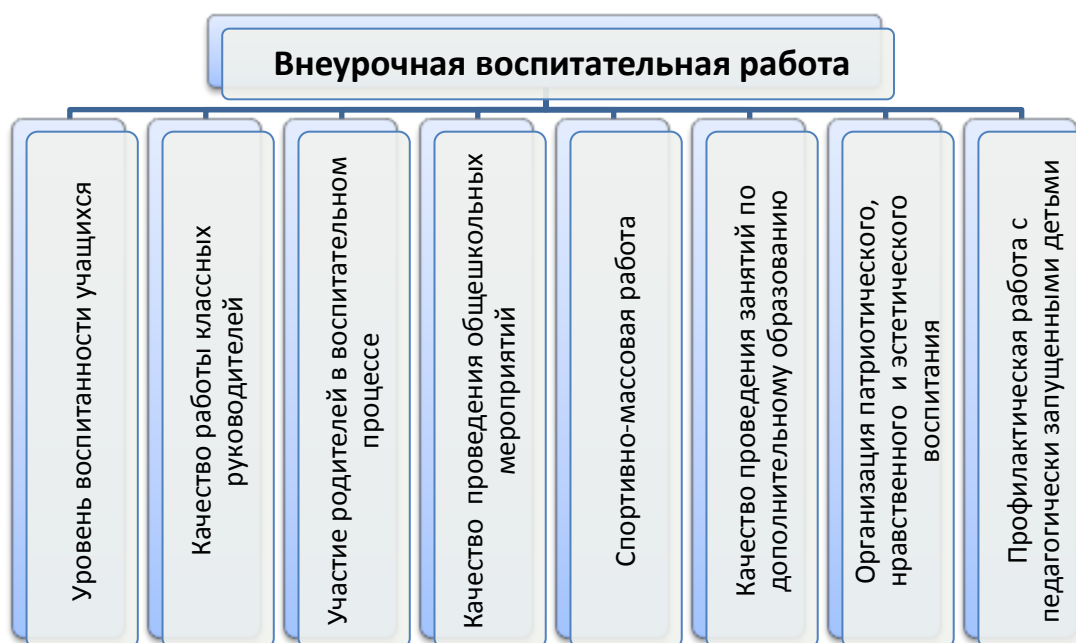 Внеурочная воспитательная работа
Уровень воспитанности учащихся
Качество работы классных
руководителей
Участие родителей в воспитательном
процессе
Качество  проведения общешкольных
мероприятий
Спортивно-массовая работа
Качество проведения занятий по
дополнительному образованию
Организация патриотического,
нравственного  и эстетического
воспитания
Профилактическая работа с
педагогически запущенными детьми